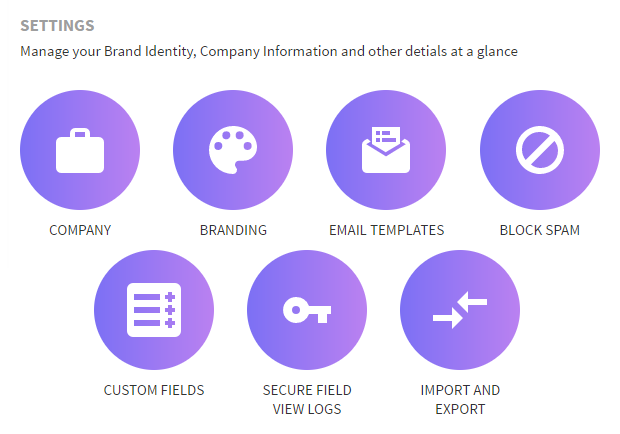 SETTINGS
Manage your Brand Identity, Company Information and other detials at a glance
COMPANY
BRANDING
EMAIL TEMPLATES
BLOCK SPAM
CUSTOM FIELDS
SECURE FIELD
VIEW LOGS
IMPORT AND
EXPORT